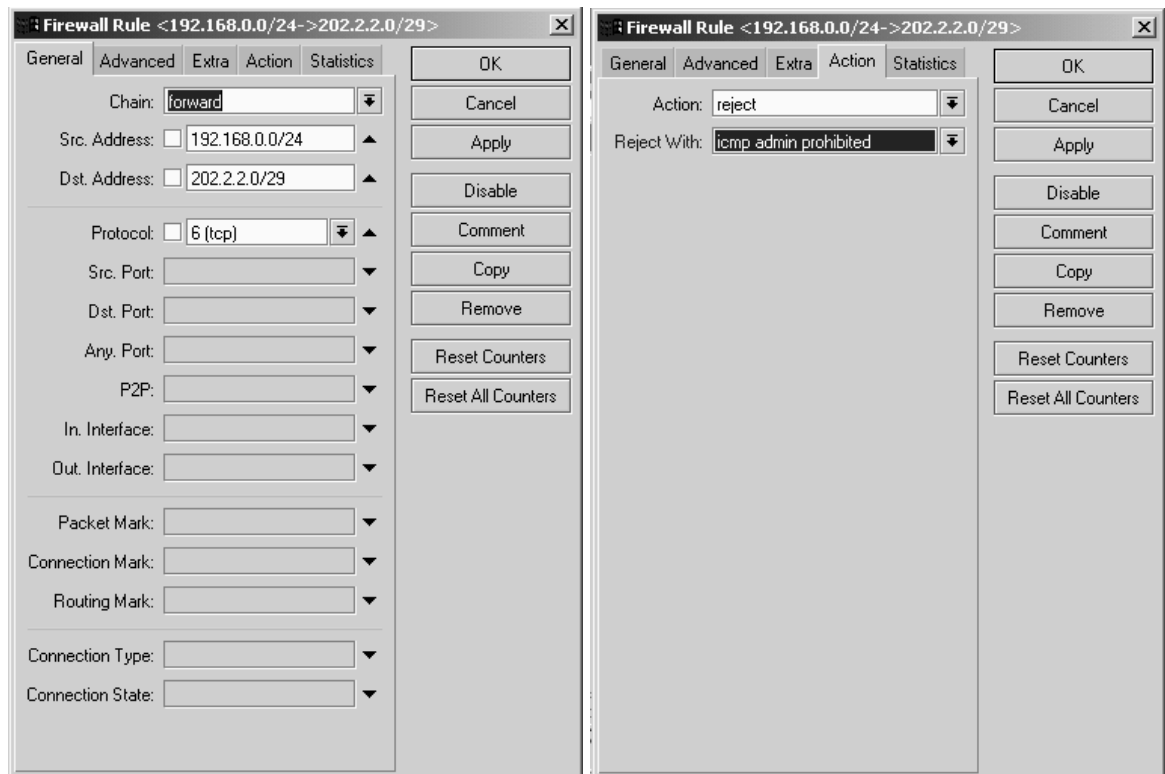 Firewall Rule <192.168.0.0/24->202.2.2.0/29>
General Advanced Extra Action Statistics
Chain: forward
Src. Address: 192.168.0.0/24
Dst. Address: 202.2.2.0/29
Protocol: 6 (tcp)
Src. Port:
Dst. Port:
Any. Port:
P2P:
In. Interface:
Out. Interface:
Packet Mark:
Connection Mark:
Routing Mark:
Connection Type:
Connection State:
OK
Cancel
Apply
Disable
Comment
Copy
Remove
Reset Counters
Reset All Counters
Firewall Rule <192.168.0.0/24->202.2.2.0/29>
General Advanced Extra Action Statistics
Action: reject
Reject With: icmp admin prohibited
OK
Cancel
Apply
Disable
Comment
Copy
Remove
Reset Counters
Reset All Counters